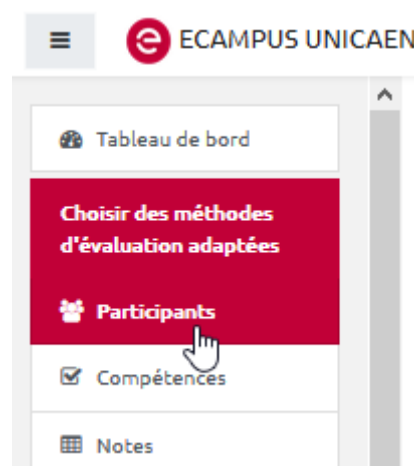 ECAMPUS UNICAEN
Tableau de bord
Choisir des méthodes
d'évaluation adaptées
Participants
Compétences
Notes